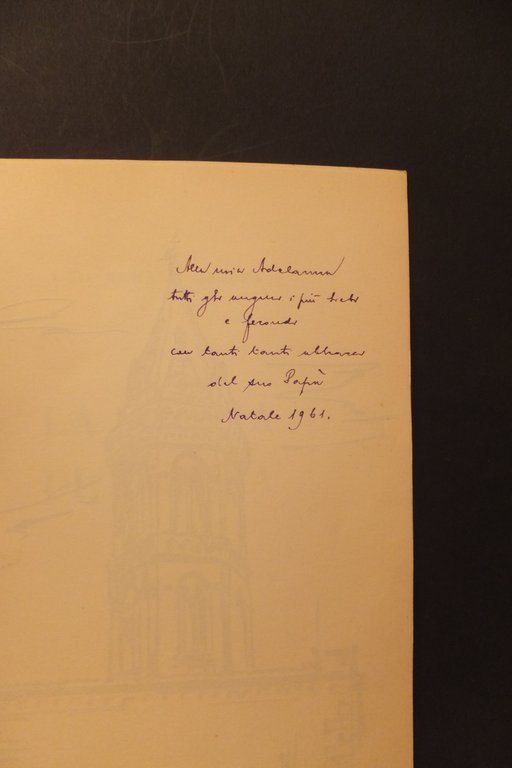 Alla mia Adelanna
tutti gli auguri i più lieti
e fecondi
con tanti tanti abbracci
del suo Papà
Natale 1961.